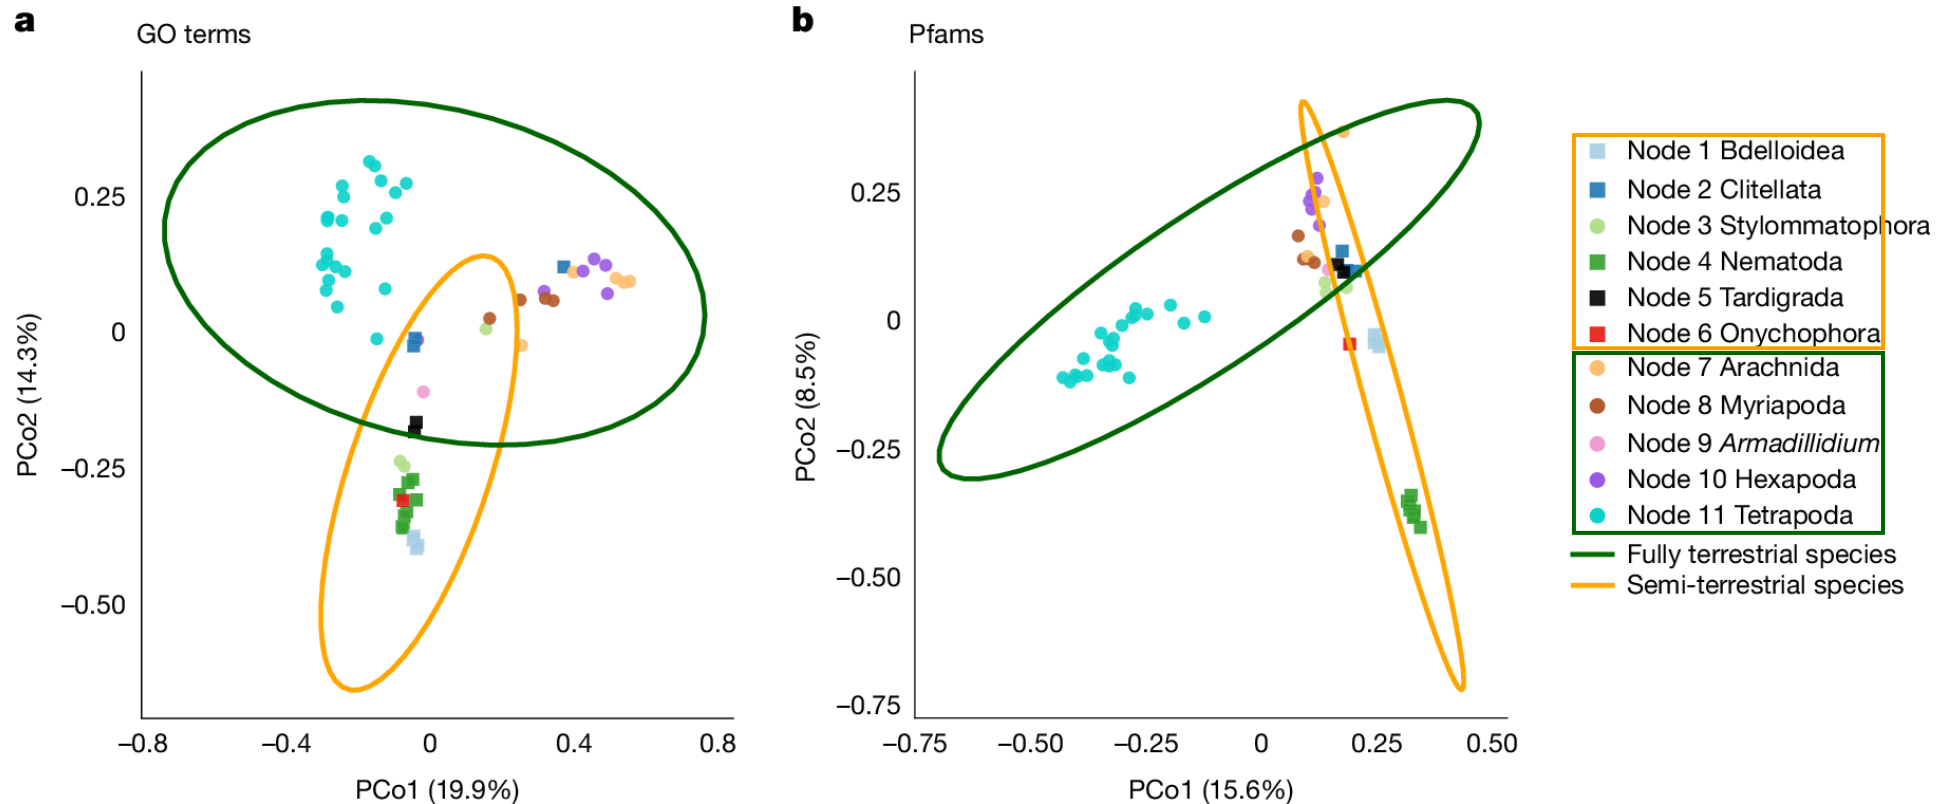 a
GO terms
0.25
0
−0.25
−0.50
−0.8
−0.4
0
0.4
0.8
PCo2 (14.3%)
PCo1 (19.9%)
b
Pfams
0.25
0
−0.25
−0.50
−0.75
−0.75
−0.50
−0.25
0
0.25
0.50
PCo2 (8.5%)
PCo1 (15.6%)
Node 1 Bdelloidea
Node 2 Clitellata
Node 3 Stylommatophora
Node 4 Nematoda
Node 5 Tardigrada
Node 6 Onychophora
Node 7 Arachnida
Node 8 Myriapoda
Node 9 Armadillidium
Node 10 Hexapoda
Node 11 Tetrapoda
Fully terrestrial species
Semi-terrestrial species